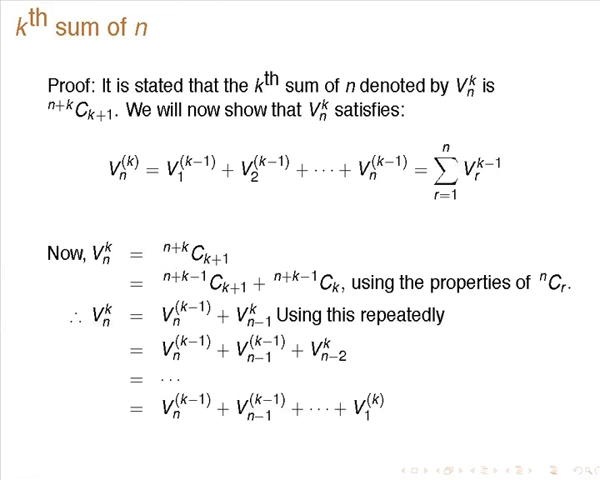 kᵗʰ sum of n
Proof: It is stated that the kᵗʰ sum of n denoted by V_n^k is
^{n+k}C_{k+1}. We will now show that V_n^k satisfies:
V_n^{(k)} = V_1^{(k−1)} + V_2^{(k−1)} + ⋯ + V_n^{(k−1)} = ∑_{r=1}^{n} V_r^{k−1}
Now, V_n^k = ^{n+k}C_{k+1}
= ^{n+k−1}C_{k+1} + ^{n+k−1}C_k, using the properties of ^nC_r.
∴ V_n^k = V_n^{(k−1)} + V_{n−1}^k Using this repeatedly
= V_n^{(k−1)} + V_{n−1}^{(k−1)} + V_{n−2}^k
= ⋯
= V_n^{(k−1)} + V_{n−1}^{(k−1)} + ⋯ + V_1^{(k)}